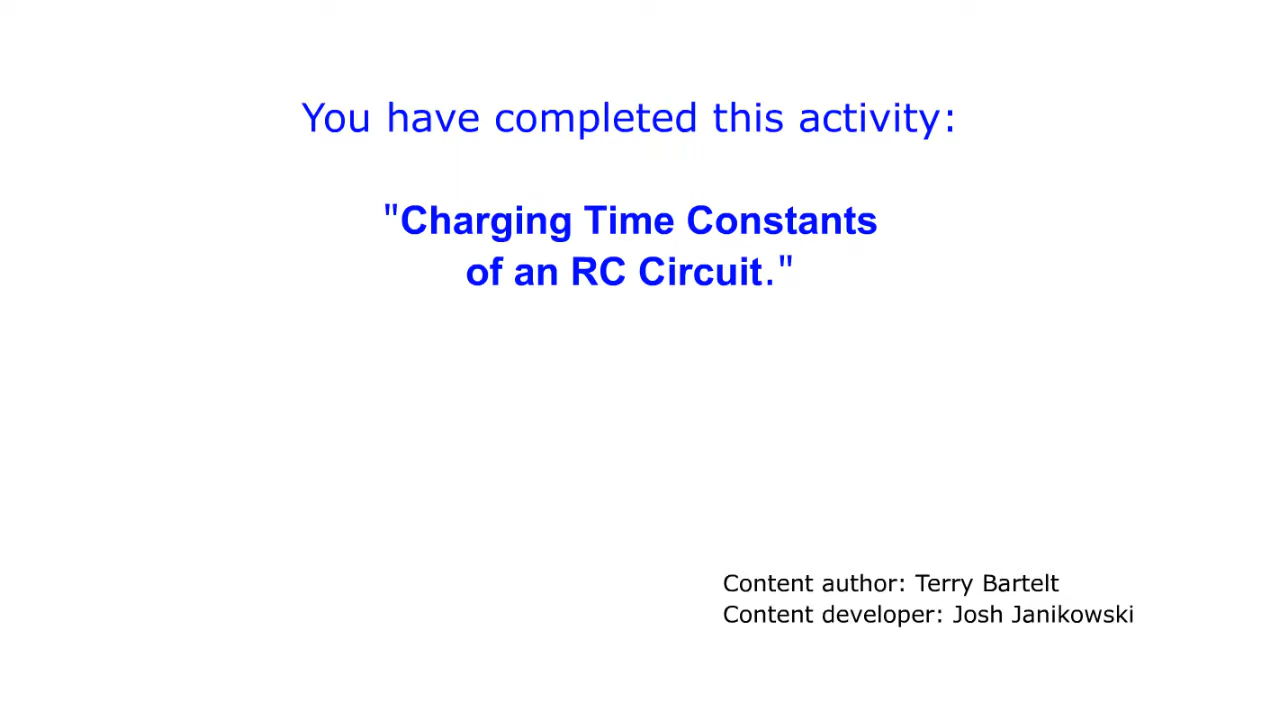 You have completed this activity:
"Charging Time Constants
of an RC Circuit."
Content author: Terry Bartelt
Content developer: Josh Janikowski